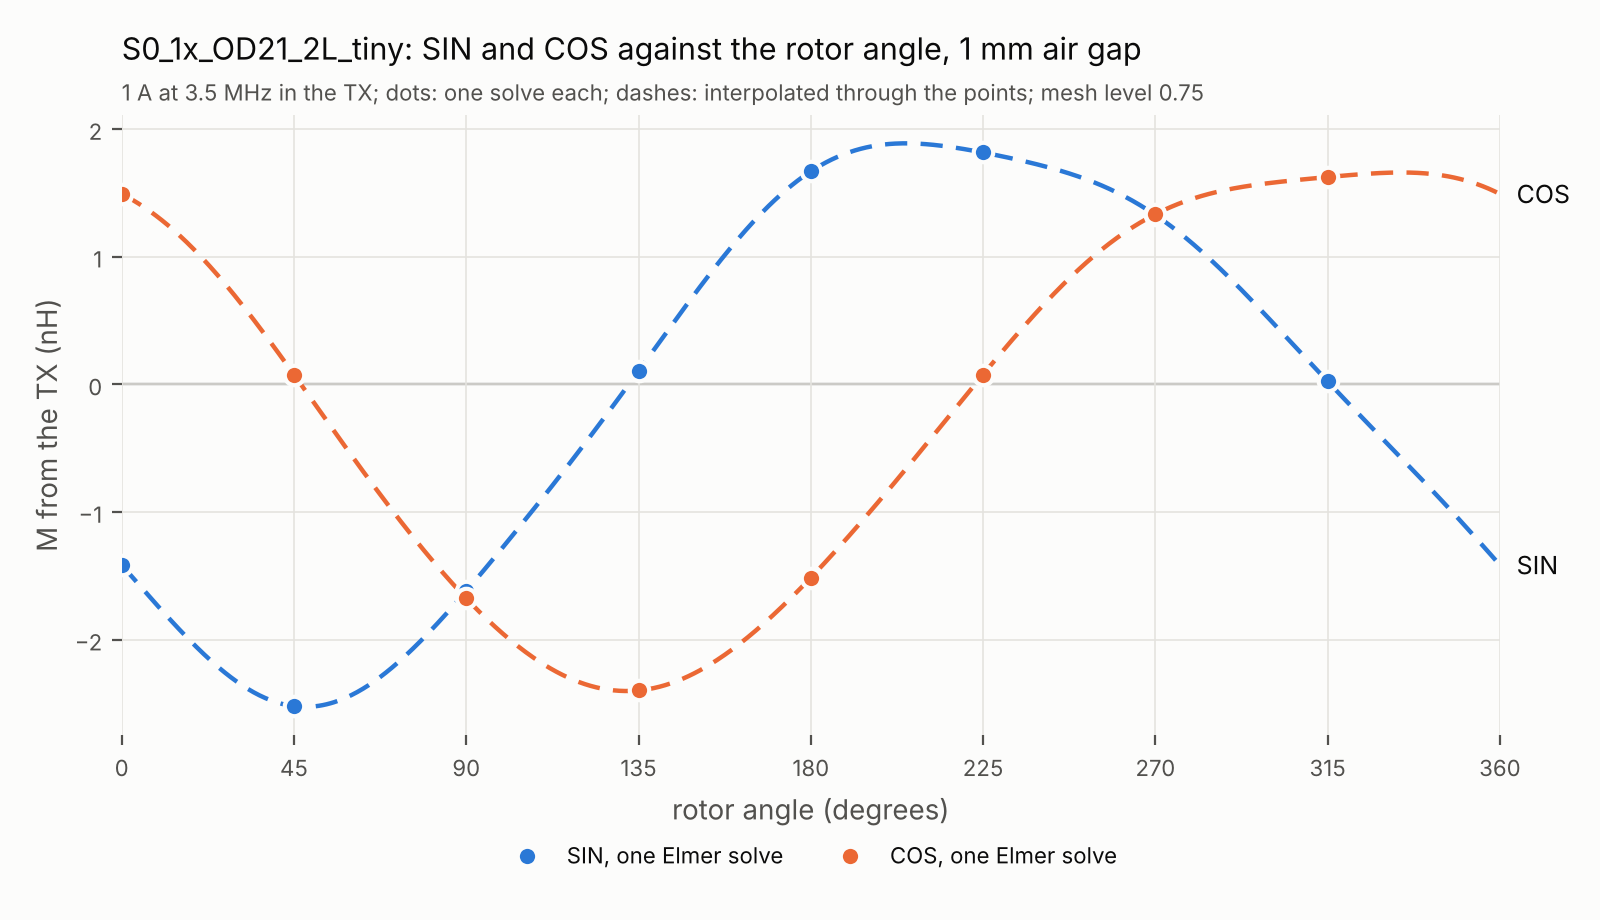 S0_1x_OD21_2L_tiny: SIN and COS against the rotor angle, 1 mm air gap
1 A at 3.5 MHz in the TX; dots: one solve each; dashes: interpolated through the points; mesh level 0.75
M from the TX (nH)
2
1
0
−1
−2
COS
SIN
0 45 90 135 180 225 270 315 360
rotor angle (degrees)
SIN, one Elmer solve COS, one Elmer solve